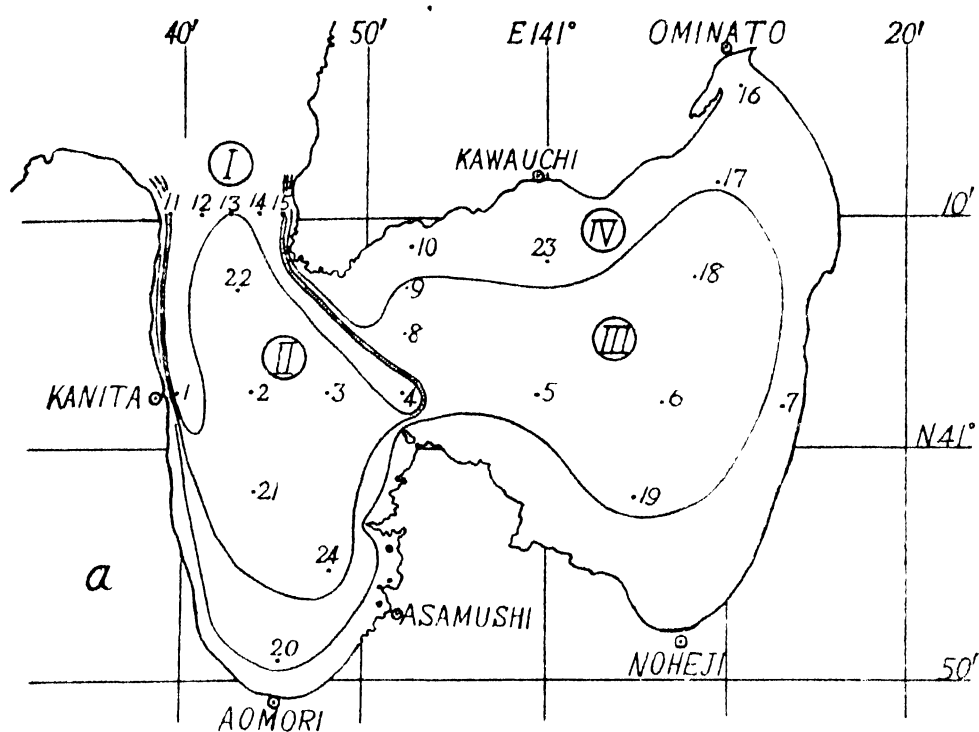 40' 50' E141° OMINATO 20'
16
I KAWAUCHI
11 12 13 14 15 17 10'
10 23 IV
22 9 18
II 8 III
KANITA 1 2 3 4 5 6 7
N41°
21 19
24
a
ASAMUSHI
20 NOHEJI 50'
AOMORI